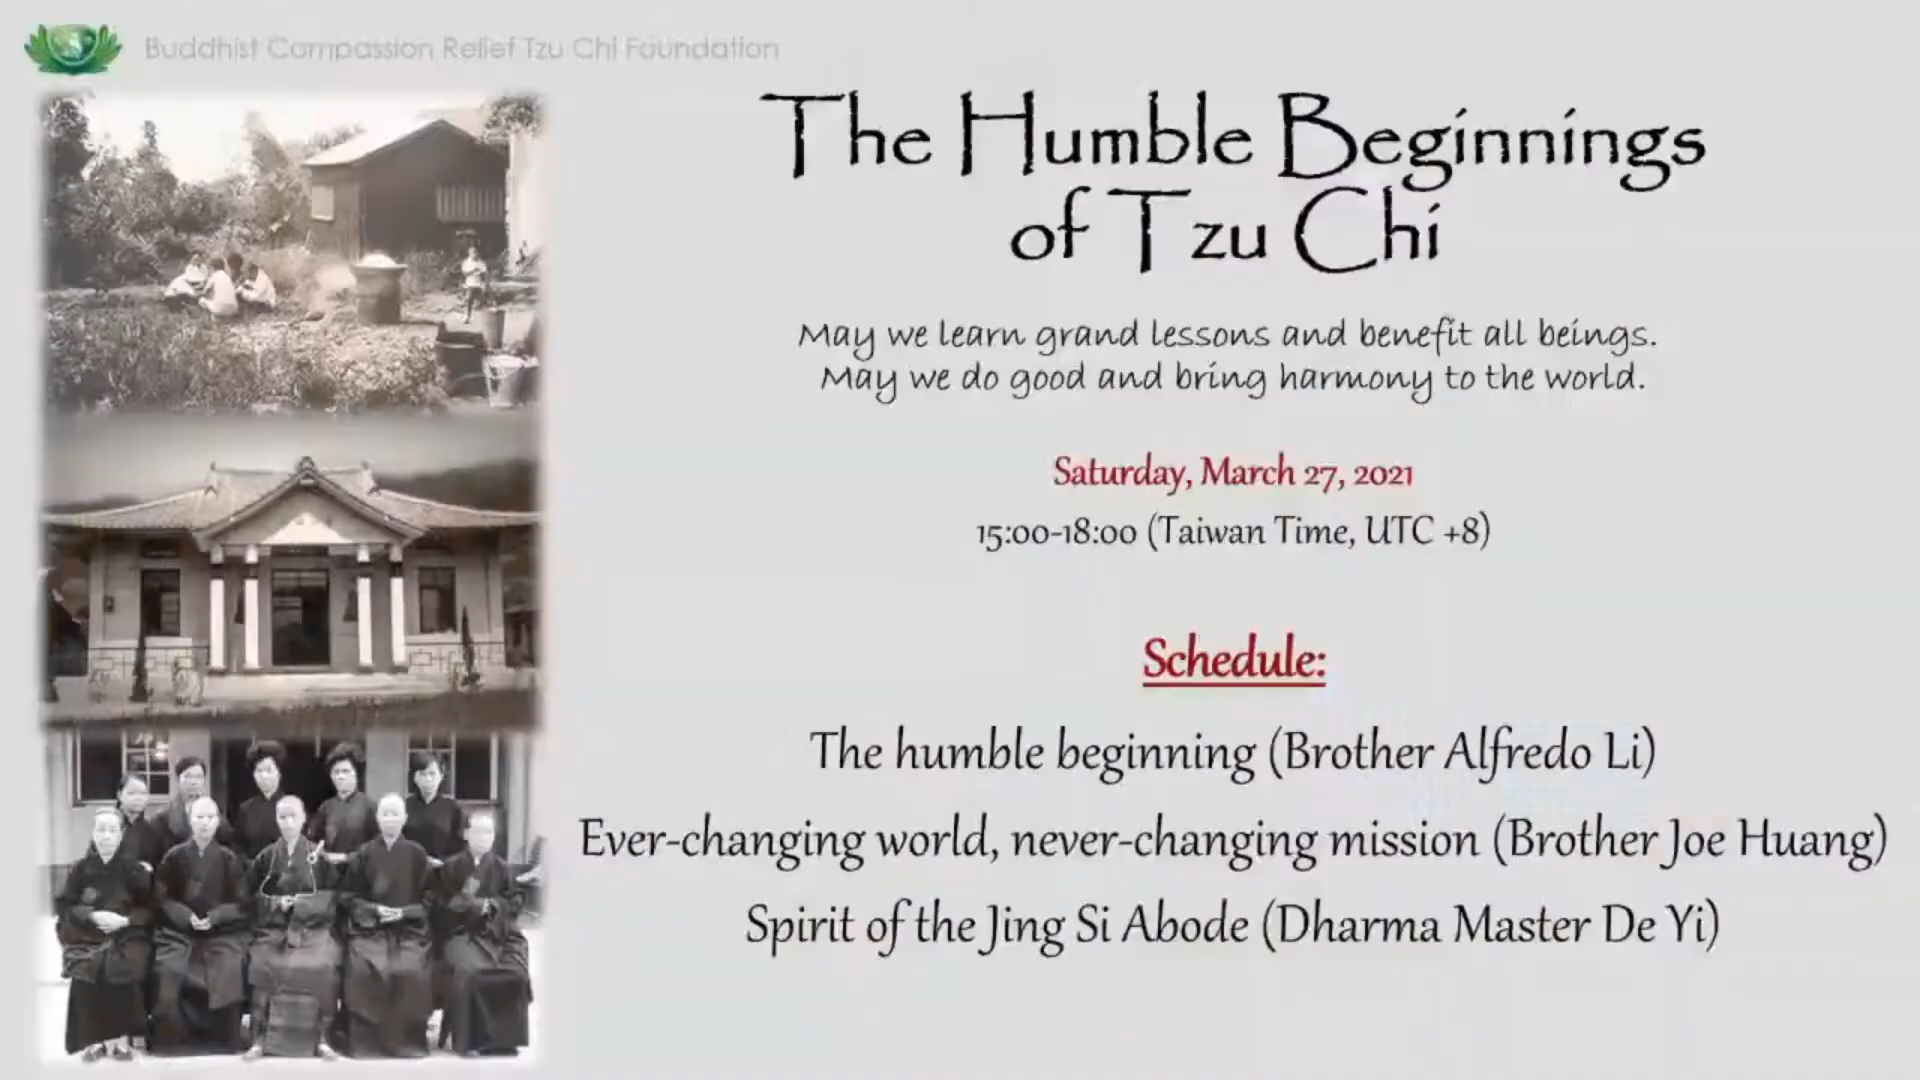 Buddhist Compassion Relief Tzu Chi Foundation
The Humble Beginnings
of Tzu Chi
May we learn grand lessons and benefit all beings.
May we do good and bring harmony to the world.
Saturday, March 27, 2021
15:00-18:00 (Taiwan Time, UTC +8)
Schedule:
The humble beginning (Brother Alfredo Li)
Ever-changing world, never-changing mission (Brother Joe Huang)
Spirit of the Jing Si Abode (Dharma Master De Yi)